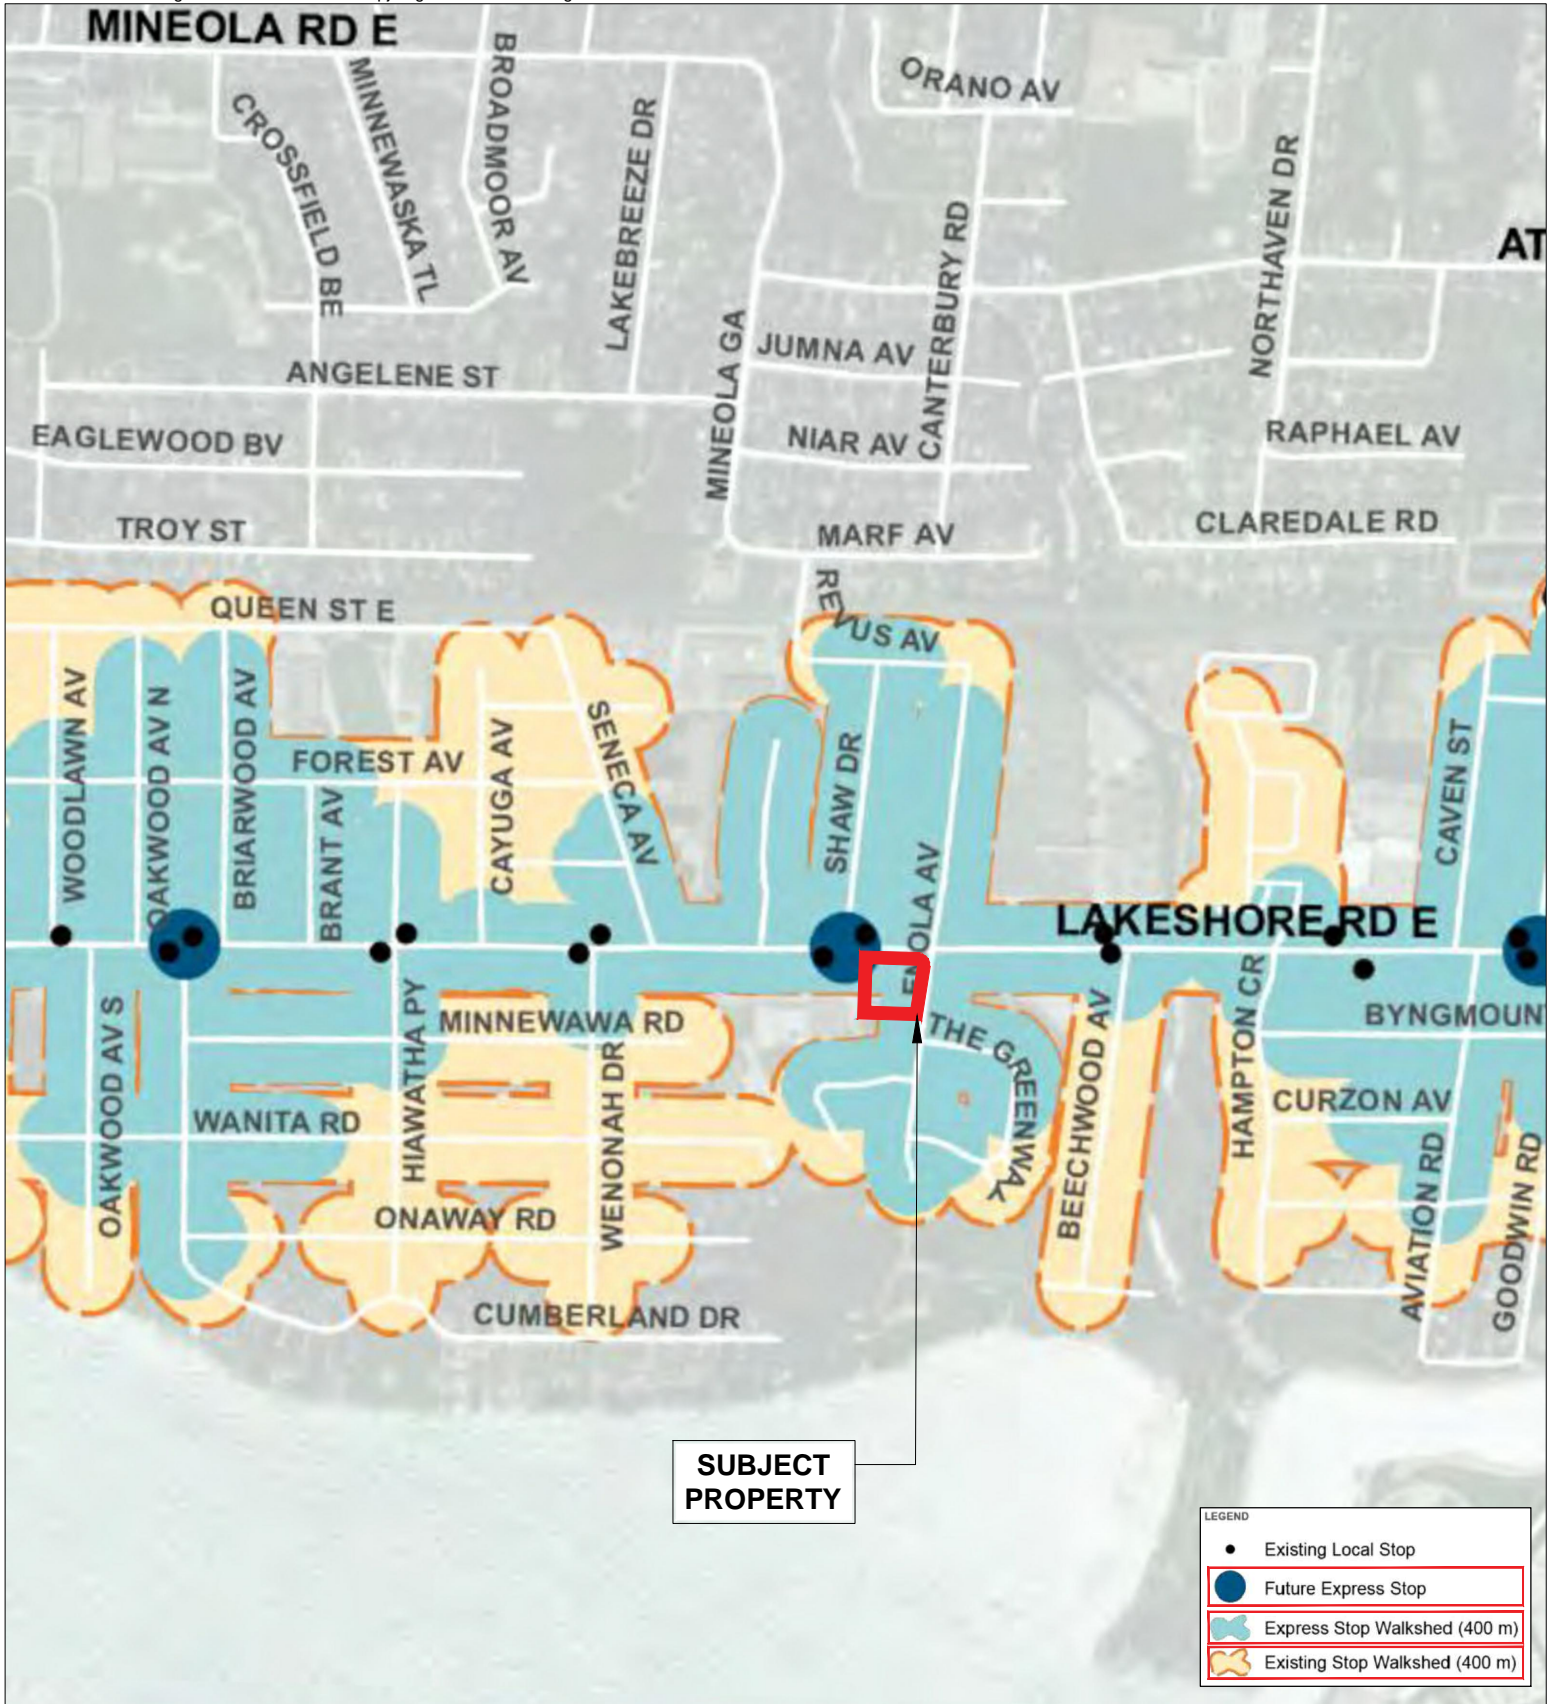 MINEOLA RD E
BROADMOOR AV
ORANO AV
MINNEWASKA TL
CROSSFIELD BE
LAKEBREEZE DR
NORTHAVEN DR
CANTERBURY RD
AT
MINEOLA GA
JUMNA AV
ANGELENE ST
EAGLEWOOD BV
NIAR AV
RAPHAEL AV
TROY ST
MARF AV
CLAREDALE RD
QUEEN ST E
REVUS AV
WOODLAWN AV
OAKWOOD AV N
BRIARWOOD AV
FOREST AV
BRANT AV
CAYUGA AV
SENECA AV
SHAW DR
ENOLA AV
CAVEN ST
LAKESHORE RD E
OAKWOOD AV S
HIAWATHA PY
MINNEWAWA RD
WENONAH DR
THE GREENWAY
BEECHWOOD AV
HAMPTON CR
BYNGMOUN
WANITA RD
CURZON AV
ONAWAY RD
AVIATION RD
GOODWIN RD
CUMBERLAND DR
SUBJECT
PROPERTY
LEGEND
Existing Local Stop
Future Express Stop
Express Stop Walkshed (400 m)
Existing Stop Walkshed (400 m)